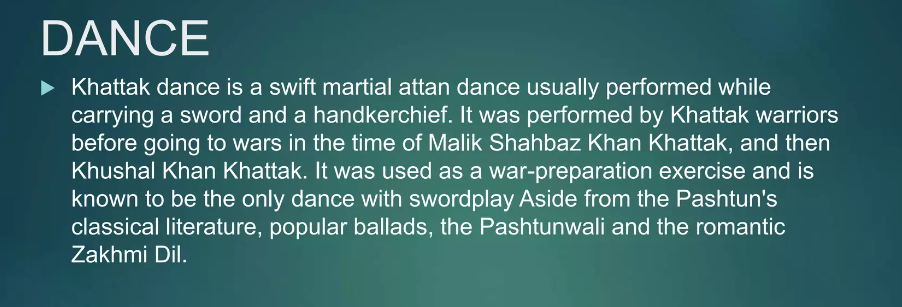 DANCE
Khattak dance is a swift martial attan dance usually performed while
carrying a sword and a handkerchief. It was performed by Khattak warriors
before going to wars in the time of Malik Shahbaz Khan Khattak, and then
Khushal Khan Khattak. It was used as a war-preparation exercise and is
known to be the only dance with swordplay Aside from the Pashtun's
classical literature, popular ballads, the Pashtunwali and the romantic
Zakhmi Dil.